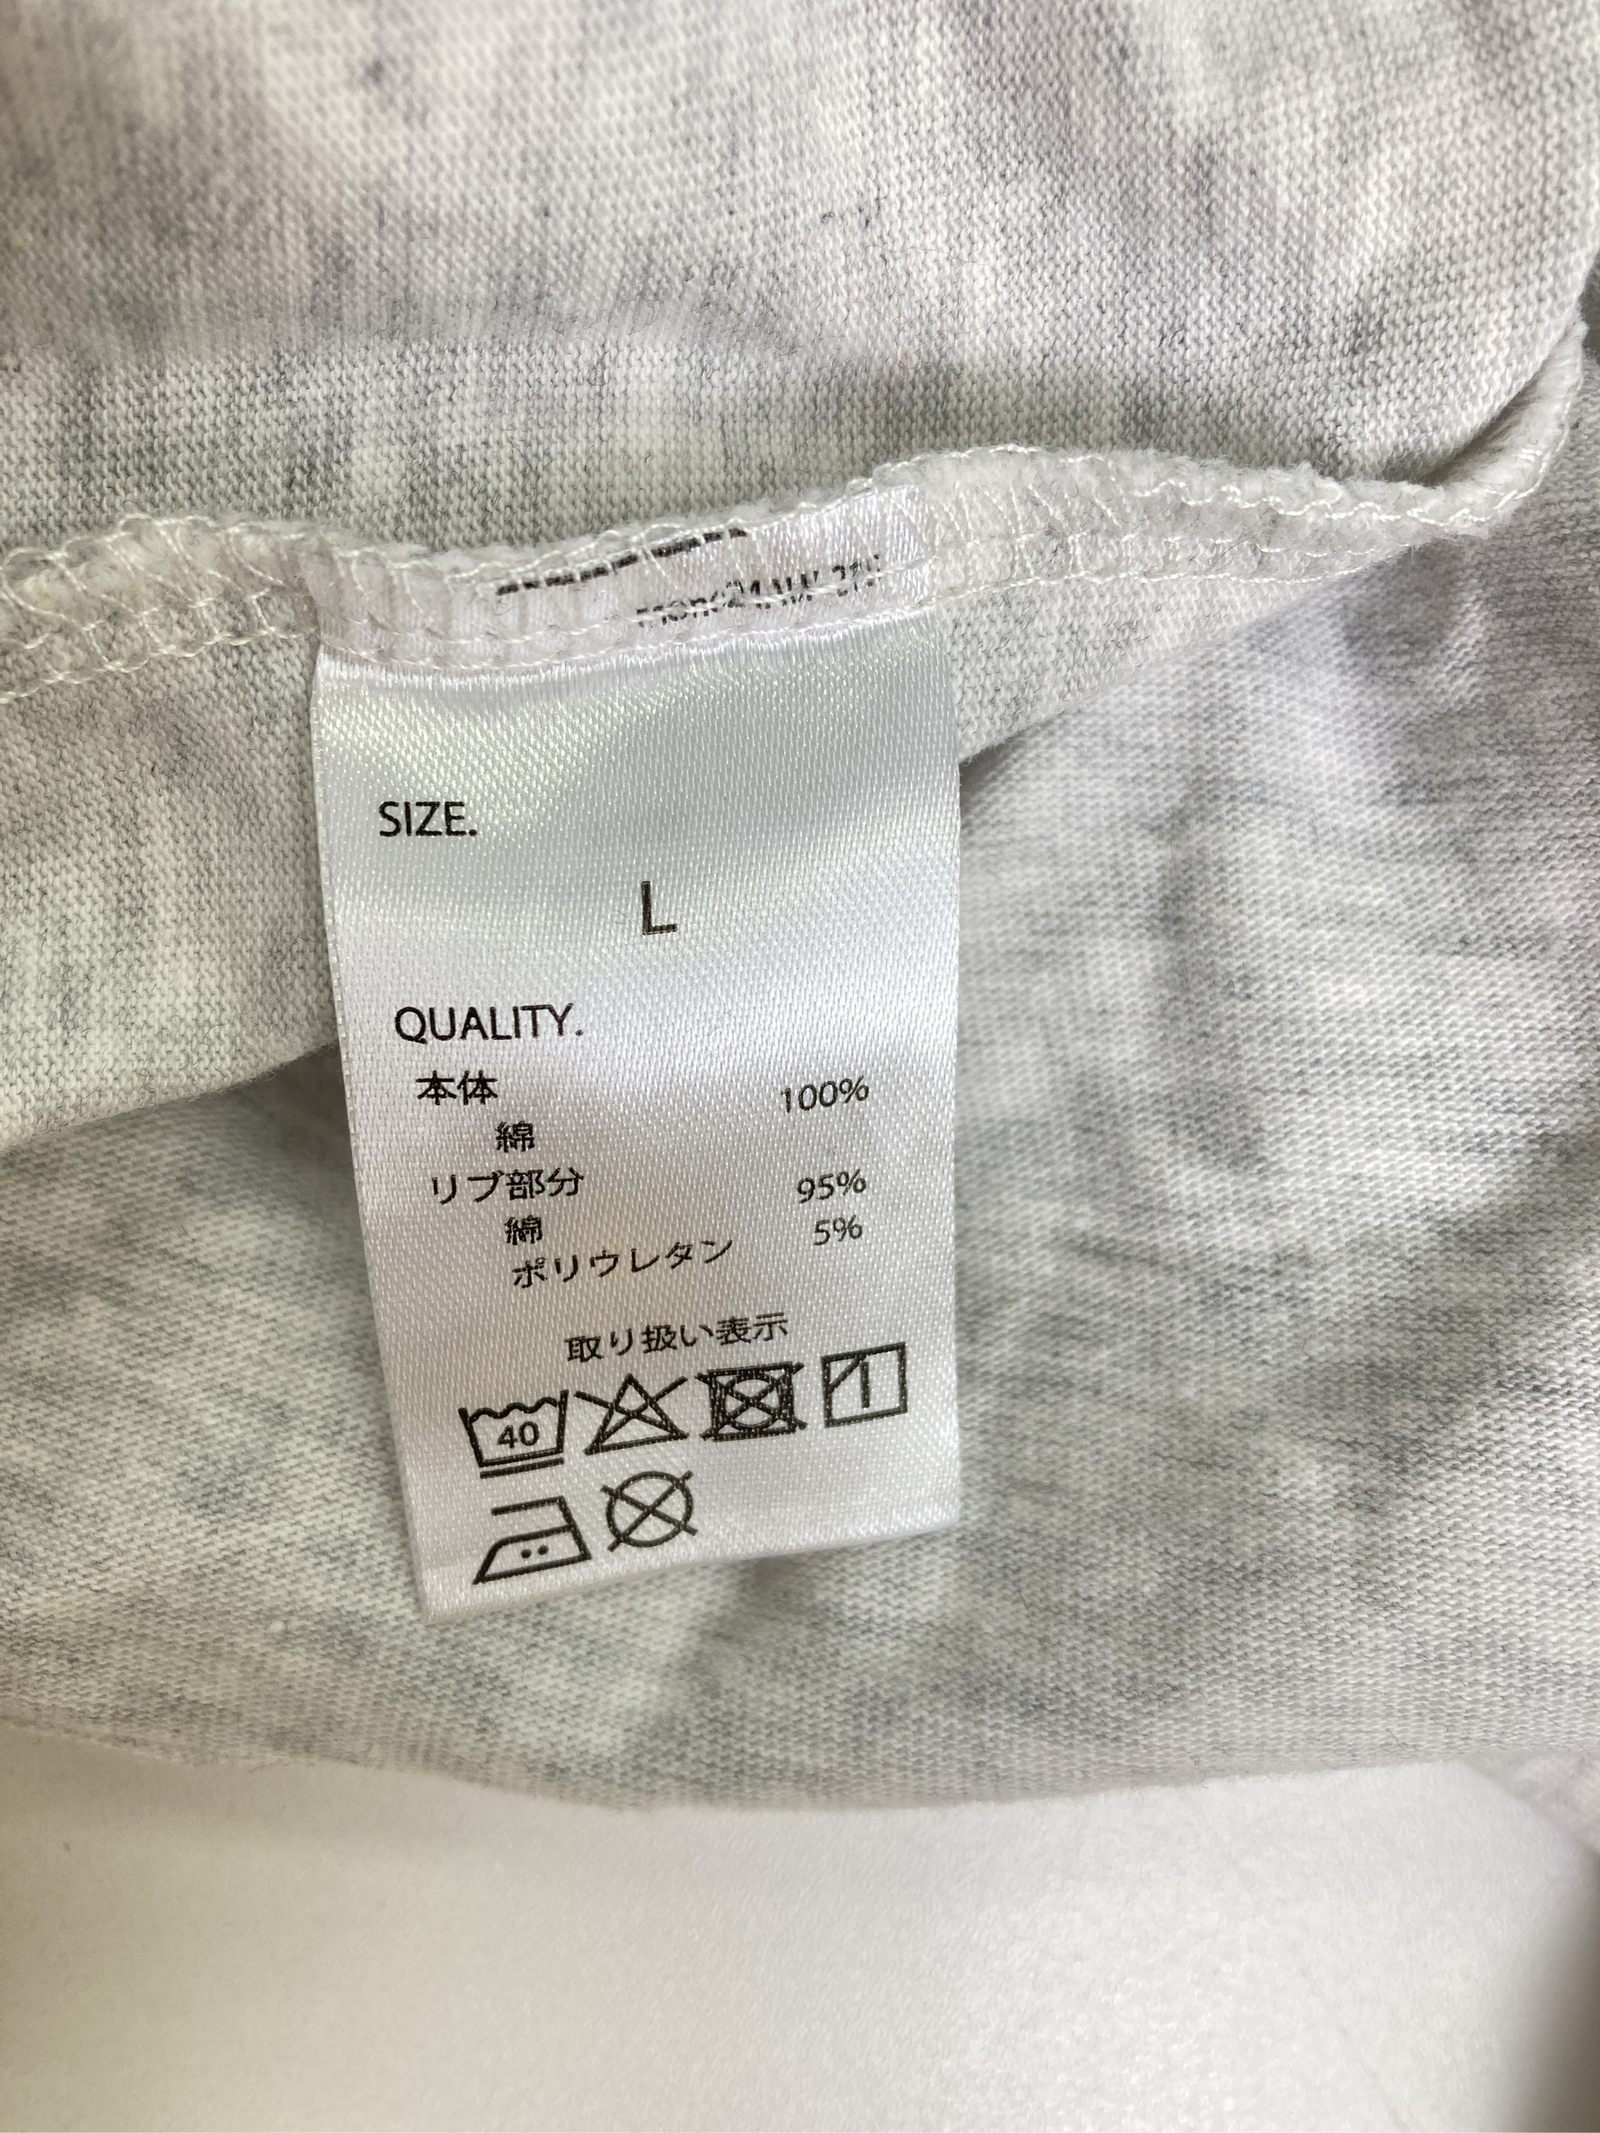 SIZE.
L
QUALITY.
本体 100%
綿
リブ部分 95%
綿 5%
ポリウレタン
取り扱い表示
40